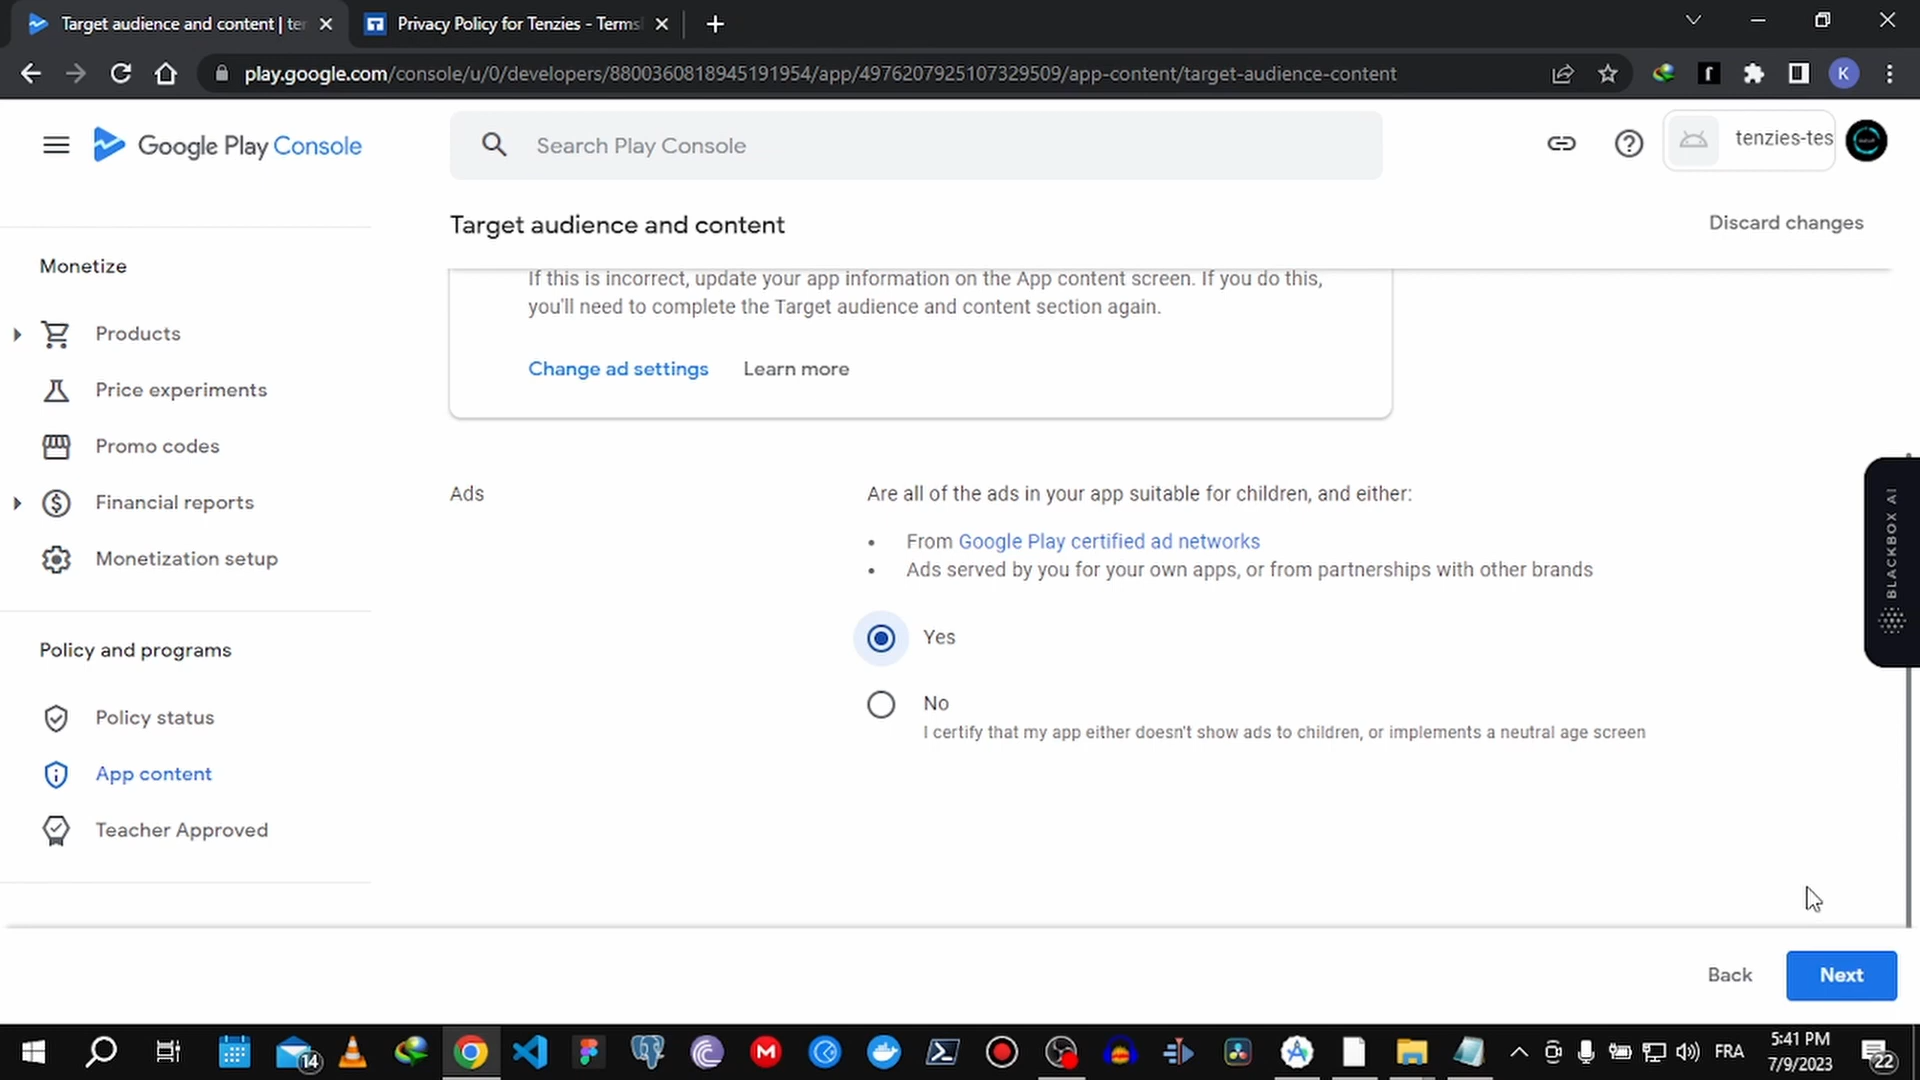 Target audience and content | ter
Privacy Policy for Tenzies - Terms
play.google.com/console/u/0/developers/8800360818945191954/app/4976207925107329509/app-content/target-audience-content
K
Google Play Console
Search Play Console
tenzies-tes
Target audience and content
Discard changes
Monetize
Products
Price experiments
Promo codes
Financial reports
Monetization setup
Policy and programs
Policy status
App content
Teacher Approved
If this is incorrect, update your app information on the App content screen. If you do this,
you'll need to complete the Target audience and content section again.
Change ad settings
Learn more
Ads
Are all of the ads in your app suitable for children, and either:
• From Google Play certified ad networks
• Ads served by you for your own apps, or from partnerships with other brands
Yes
No
I certify that my app either doesn't show ads to children, or implements a neutral age screen
BLACKBOX AI
Back
Next
14
FRA
5:41 PM
7/9/2023
22